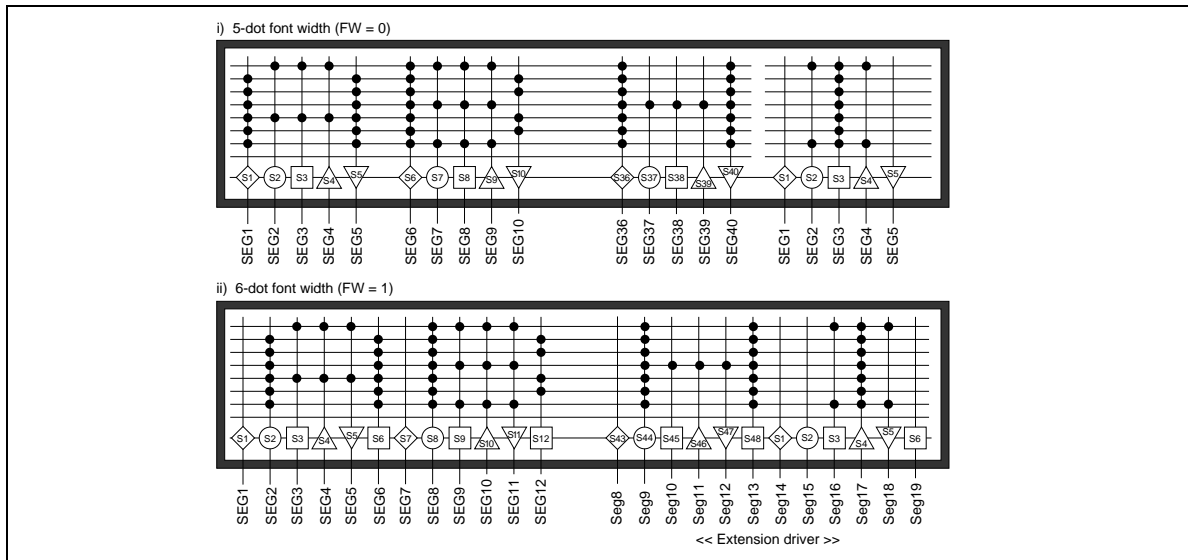 i) 5-dot font width (FW = 0)
S1 S2 S3 S4 S5 S6 S7 S8 S9 S10 S36 S37 S38 S39 S40 S1 S2 S3 S4 S5
SEG1 SEG2 SEG3 SEG4 SEG5 SEG6 SEG7 SEG8 SEG9 SEG10 SEG36 SEG37 SEG38 SEG39 SEG40 SEG1 SEG2 SEG3 SEG4 SEG5
ii) 6-dot font width (FW = 1)
S1 S2 S3 S4 S5 S6 S7 S8 S9 S10 S11 S12 S43 S44 S45 S46 S47 S48 S1 S2 S3 S4 S5 S6
SEG1 SEG2 SEG3 SEG4 SEG5 SEG6 SEG7 SEG8 SEG9 SEG10 SEG11 SEG12 Seg8 Seg9 Seg10 Seg11 Seg12 Seg13 Seg14 Seg15 Seg16 Seg17 Seg18 Seg19
<< Extension driver >>